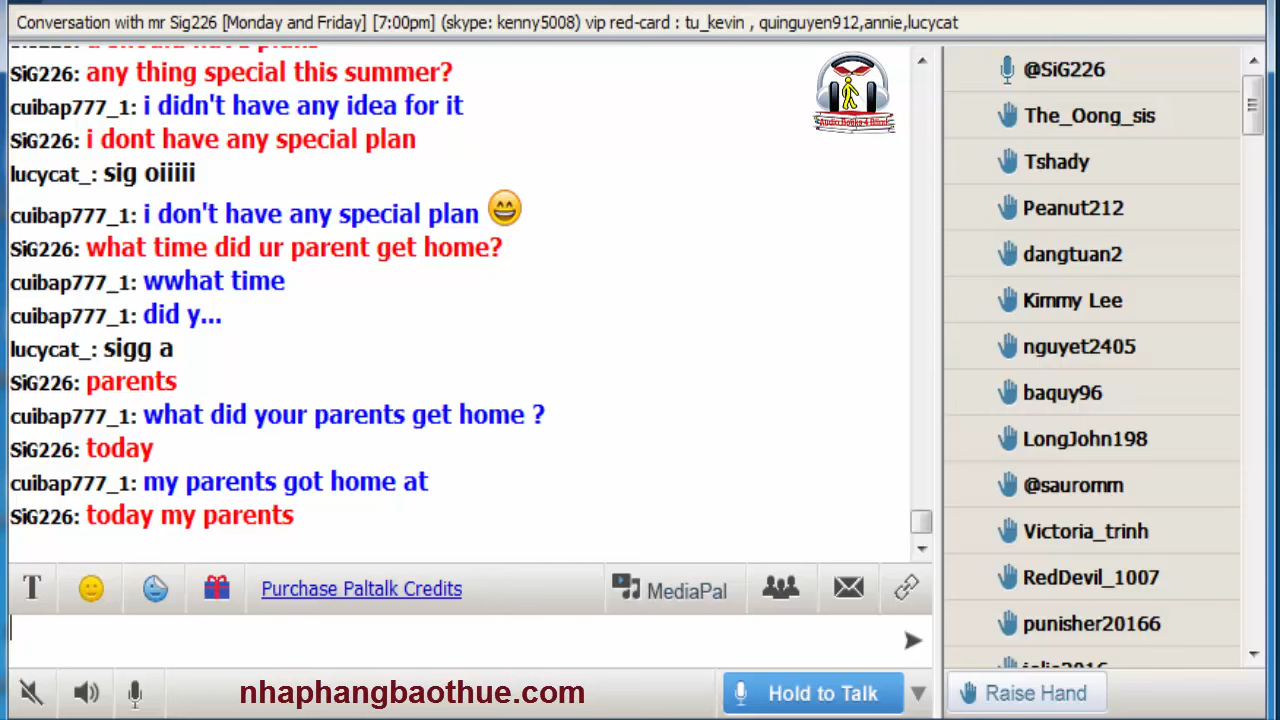 Conversation with mr Sig226 [Monday and Friday] [7:00pm] (skype: kenny5008) vip red-card : tu_kevin , quinguyen912,annie,lucycat
SiG226: any thing special this summer?
cuibap777_1: i didn't have any idea for it
SiG226: i dont have any special plan
lucycat_: sig oiiiii
cuibap777_1: i don't have any special plan
SiG226: what time did ur parent get home?
cuibap777_1: wwhat time
cuibap777_1: did y...
lucycat_: sigg a
SiG226: parents
cuibap777_1: what did your parents get home ?
SiG226: today
cuibap777_1: my parents got home at
SiG226: today my parents
Audio Books 4 Blind
@SiG226
The_Oong_sis
Tshady
Peanut212
dangtuan2
Kimmy Lee
nguyet2405
baquy96
LongJohn198
@sauromm
Victoria_trinh
RedDevil_1007
punisher20166
T
Purchase Paltalk Credits
MediaPal
nhaphangbaothue.com
Hold to Talk
Raise Hand